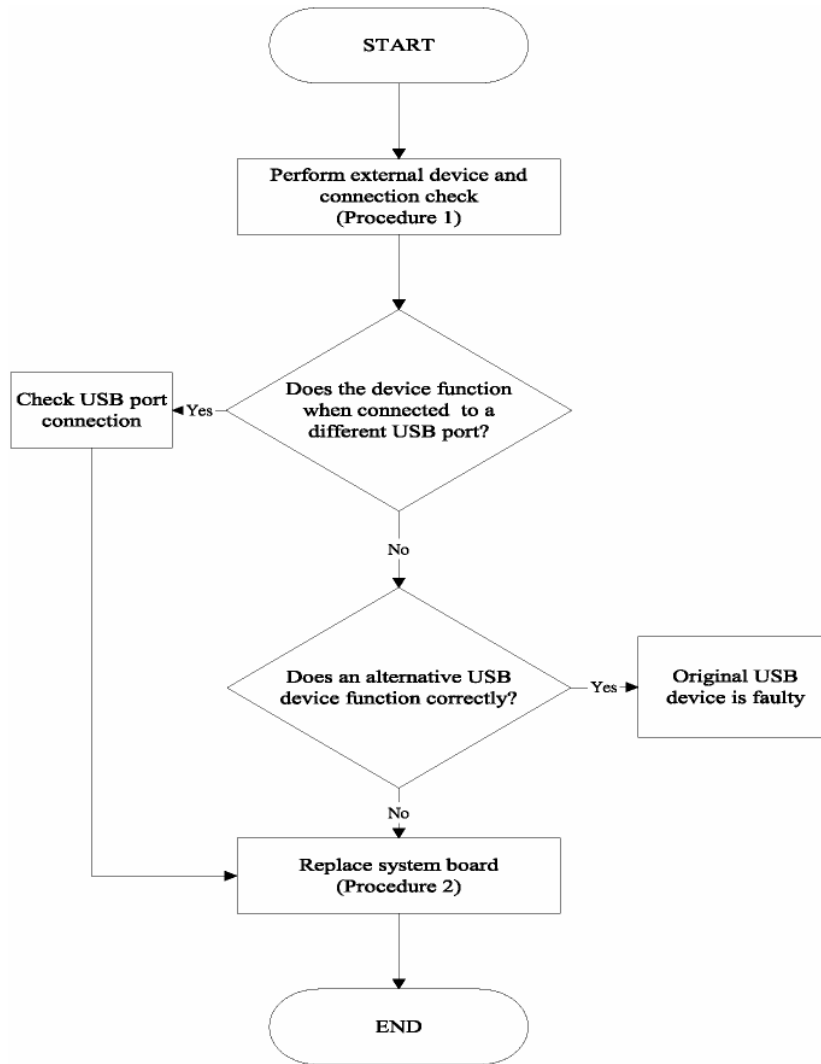 START
Perform external device and
connection check
(Procedure 1)
Does the device function
when connected to a
different USB port?
Yes
Check USB port
connection
No
Does an alternative USB
device function correctly?
Yes
Original USB
device is faulty
No
Replace system board
(Procedure 2)
END